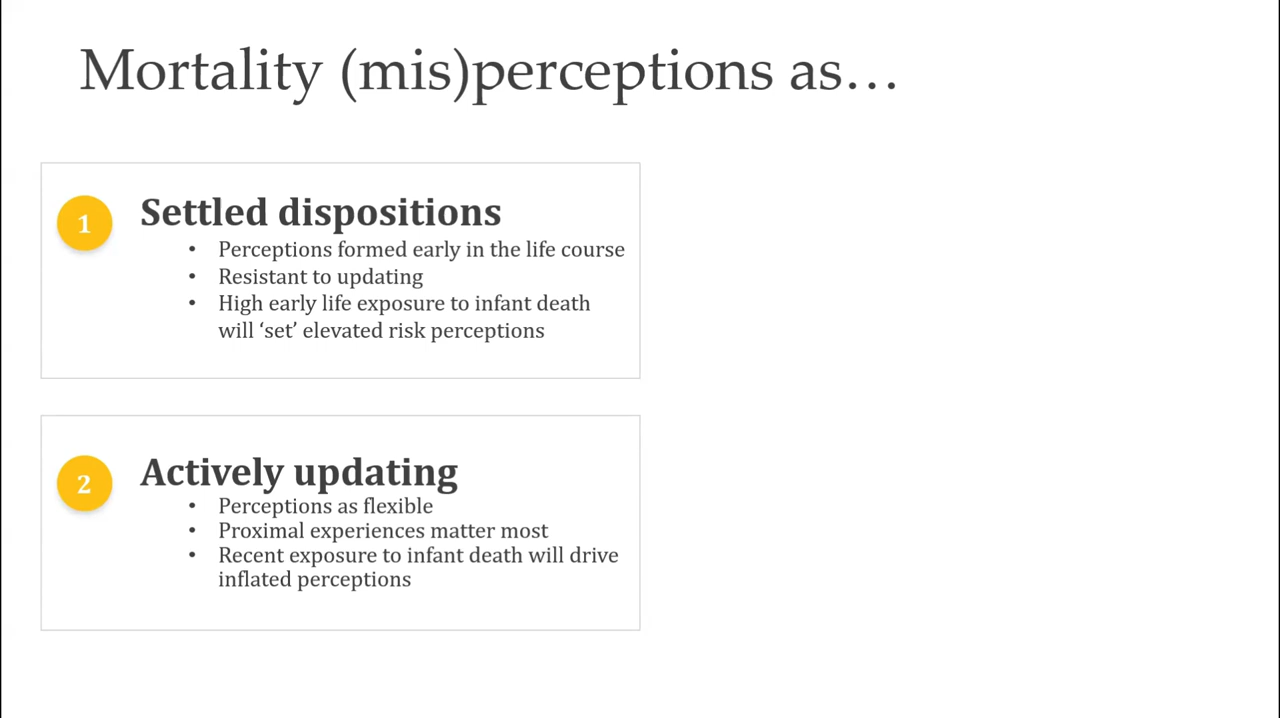 Mortality (mis)perceptions as…
1 Settled dispositions
• Perceptions formed early in the life course
• Resistant to updating
• High early life exposure to infant death
will ‘set’ elevated risk perceptions
2 Actively updating
• Perceptions as flexible
• Proximal experiences matter most
• Recent exposure to infant death will drive
inflated perceptions